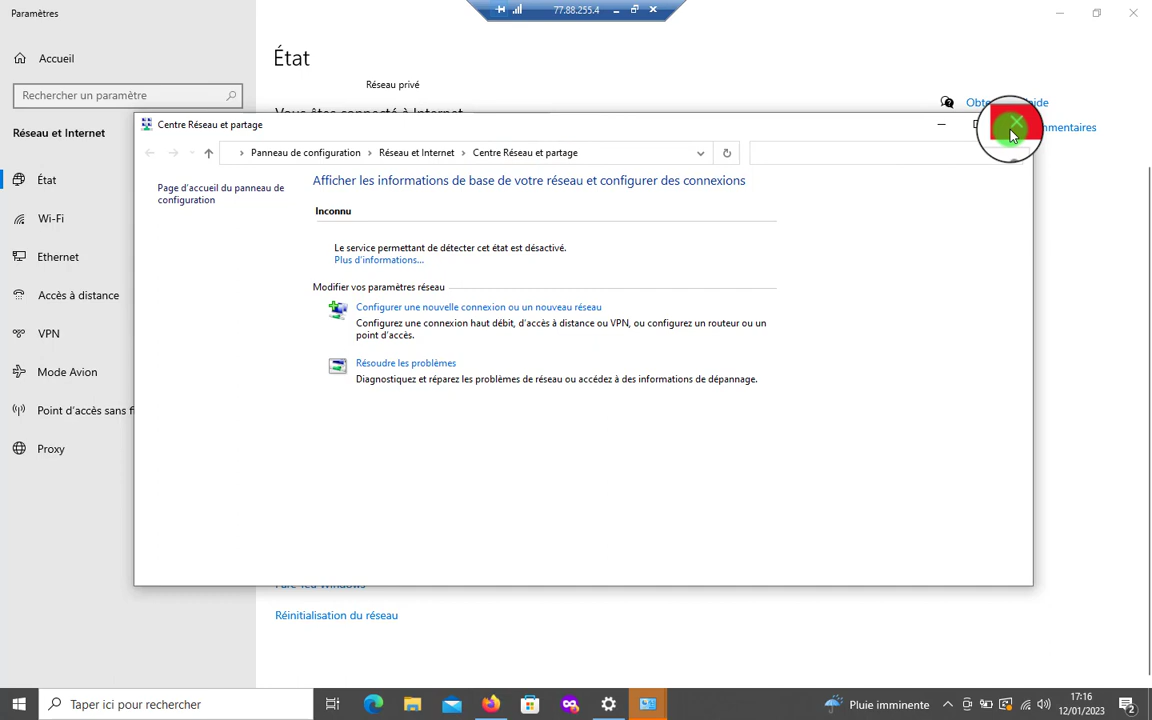 Paramètres
77.88.255.4
Accueil
Rechercher un paramètre
Réseau et Internet
État
Wi-Fi
Ethernet
Accès à distance
VPN
Mode Avion
Point d'accès sans fi
Proxy
État
Réseau privé
Vous êtes connecté à Internet
Centre Réseau et partage
Panneau de configuration
Réseau et Internet
Centre Réseau et partage
Page d'accueil du panneau de
configuration
Afficher les informations de base de votre réseau et configurer des connexions
Inconnu
Le service permettant de détecter cet état est désactivé.
Plus d'informations...
Modifier vos paramètres réseau
Configurer une nouvelle connexion ou un nouveau réseau
Configurez une connexion haut débit, d'accès à distance ou VPN, ou configurez un routeur ou un
point d'accès.
Résoudre les problèmes
Diagnostiquez et réparez les problèmes de réseau ou accédez à des informations de dépannage.
Réinitialisation du réseau
Taper ici pour rechercher
Pluie imminente
17:16
12/01/2023
2